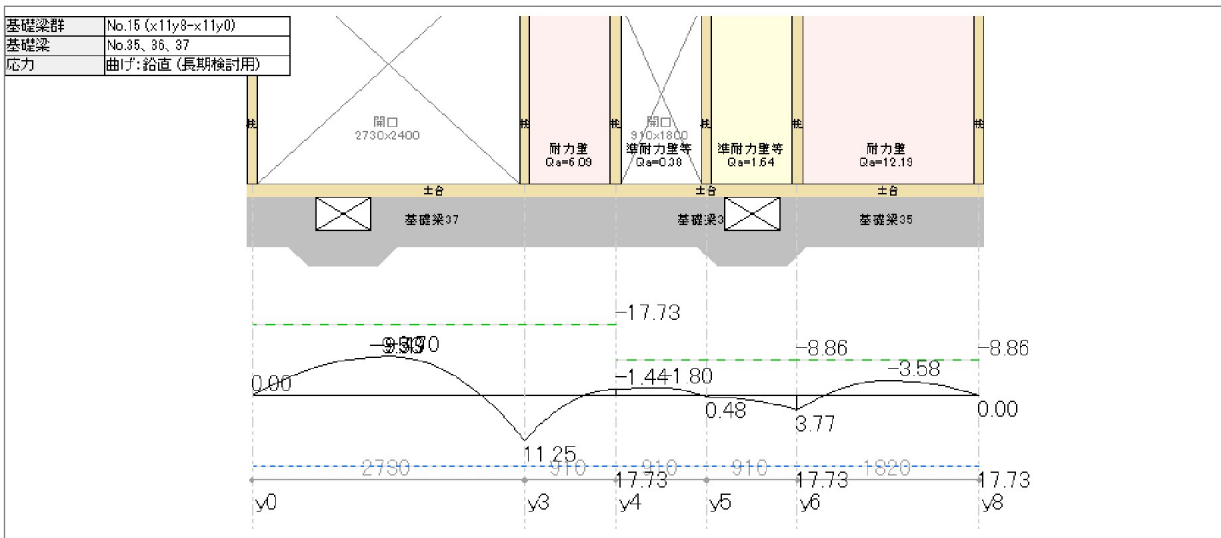 基礎梁群 No.15 (x11y8-x11y0)
基礎梁 No.35、36、37
応力 曲げ:鉛直 (長期検討用)
柱 柱 柱 柱 柱 柱
開口
2730x2400
開口
910x1800
耐力壁
Qa=6.09
準耐力壁等
Qa=0.38
準耐力壁等
Qa=1.64
耐力壁
Qa=12.19
土台 土台 土台
基礎梁37 基礎梁3 基礎梁35
-17.73
-8.86 -8.86
0.00 -1.44 -1.80 -3.58
0.48 3.77 0.00
11.25
2730 910 910 910 1820
17.73 17.73 17.73
y0 y3 y4 y5 y6 y8